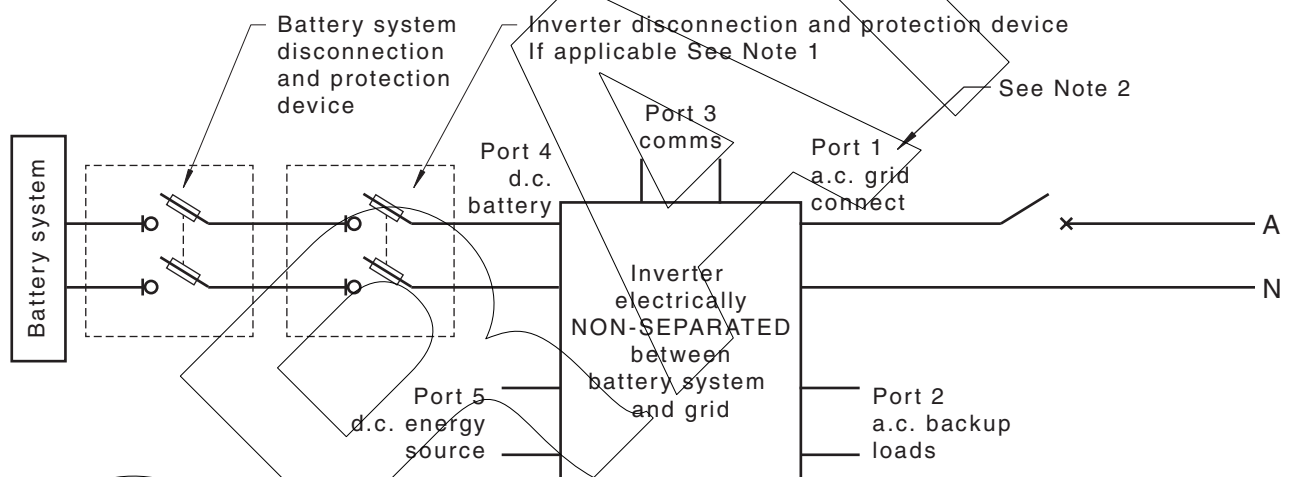 Battery system
disconnection
and protection
device
Inverter disconnection and protection device
If applicable See Note 1
See Note 2
Port 3
comms
Port 4
d.c.
battery
Port 1
a.c. grid
connect
Battery system
A
N
Inverter
electrically
NON-SEPARATED
between
battery system
and grid
Port 5
d.c. energy
source
Port 2
a.c. backup
loads